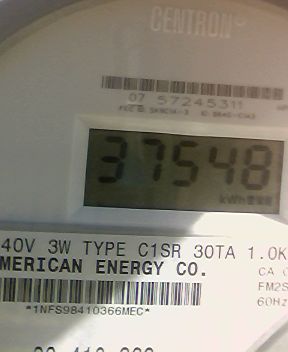 CENTRON®
07 57245311
37548
kWh
40V 3W TYPE C1SR 30TA 1.0K
MERICAN ENERGY CO.
CA
FM2S
60Hz
*1NFS98410366MEC*